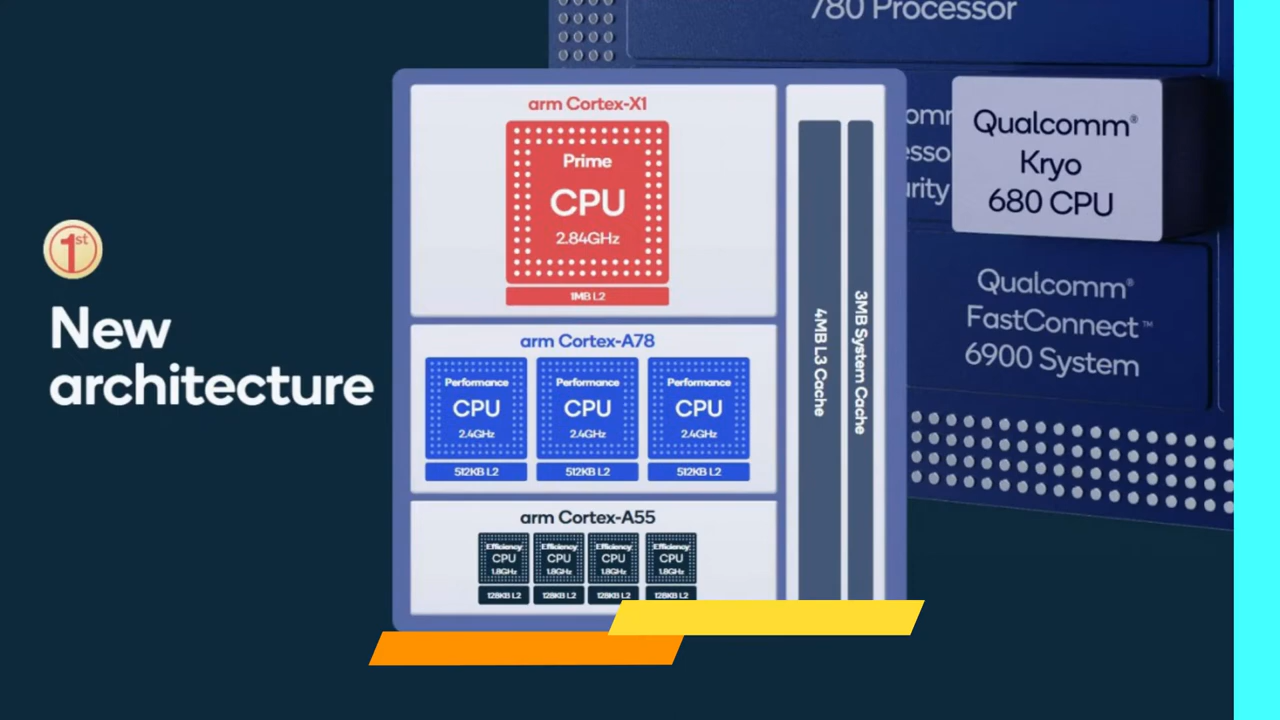 780 Processor
1st
New
architecture
arm Cortex-X1
Prime
CPU
2.84GHz
1MB L2
arm Cortex-A78
Performance
CPU
2.4GHz
512KB L2
Performance
CPU
2.4GHz
512KB L2
Performance
CPU
2.4GHz
512KB L2
arm Cortex-A55
Efficiency
CPU
1.8GHz
128KB L2
Efficiency
CPU
1.8GHz
128KB L2
Efficiency
CPU
1.8GHz
128KB L2
Efficiency
CPU
1.8GHz
128KB L2
4MB L3 Cache
3MB System Cache
Qualcomm®
Kryo
680 CPU
Qualcomm®
FastConnect™
6900 System